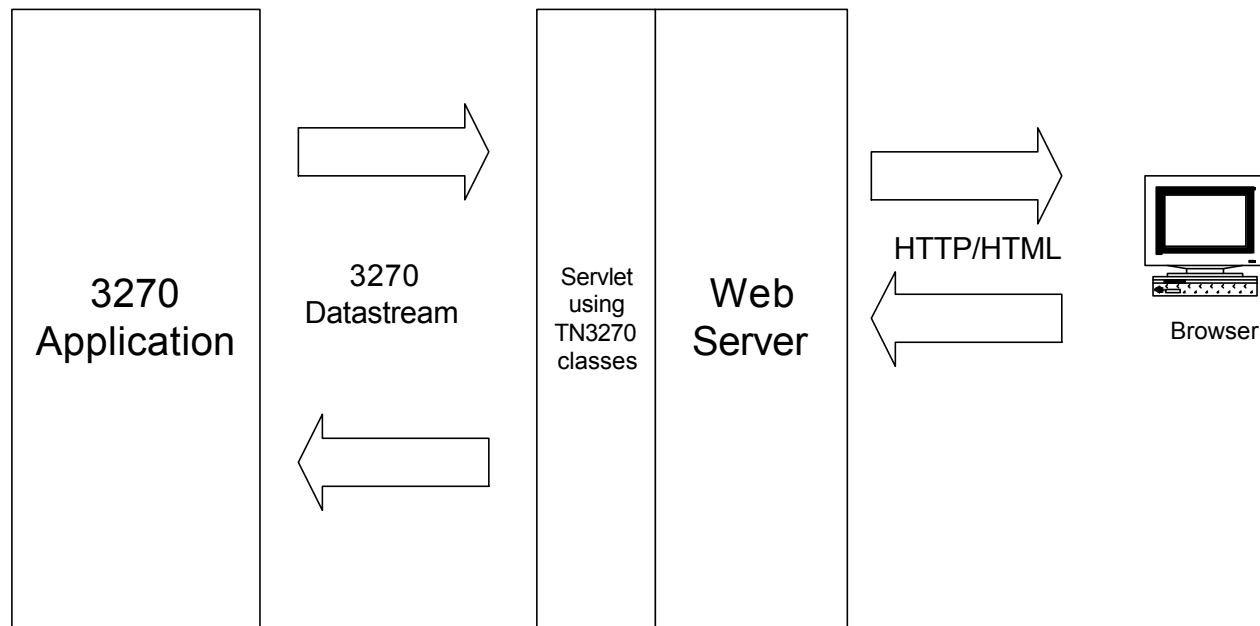 3270
Application
3270
Datastream
Servlet
using
TN3270
classes
Web
Server
HTTP/HTML
Browser